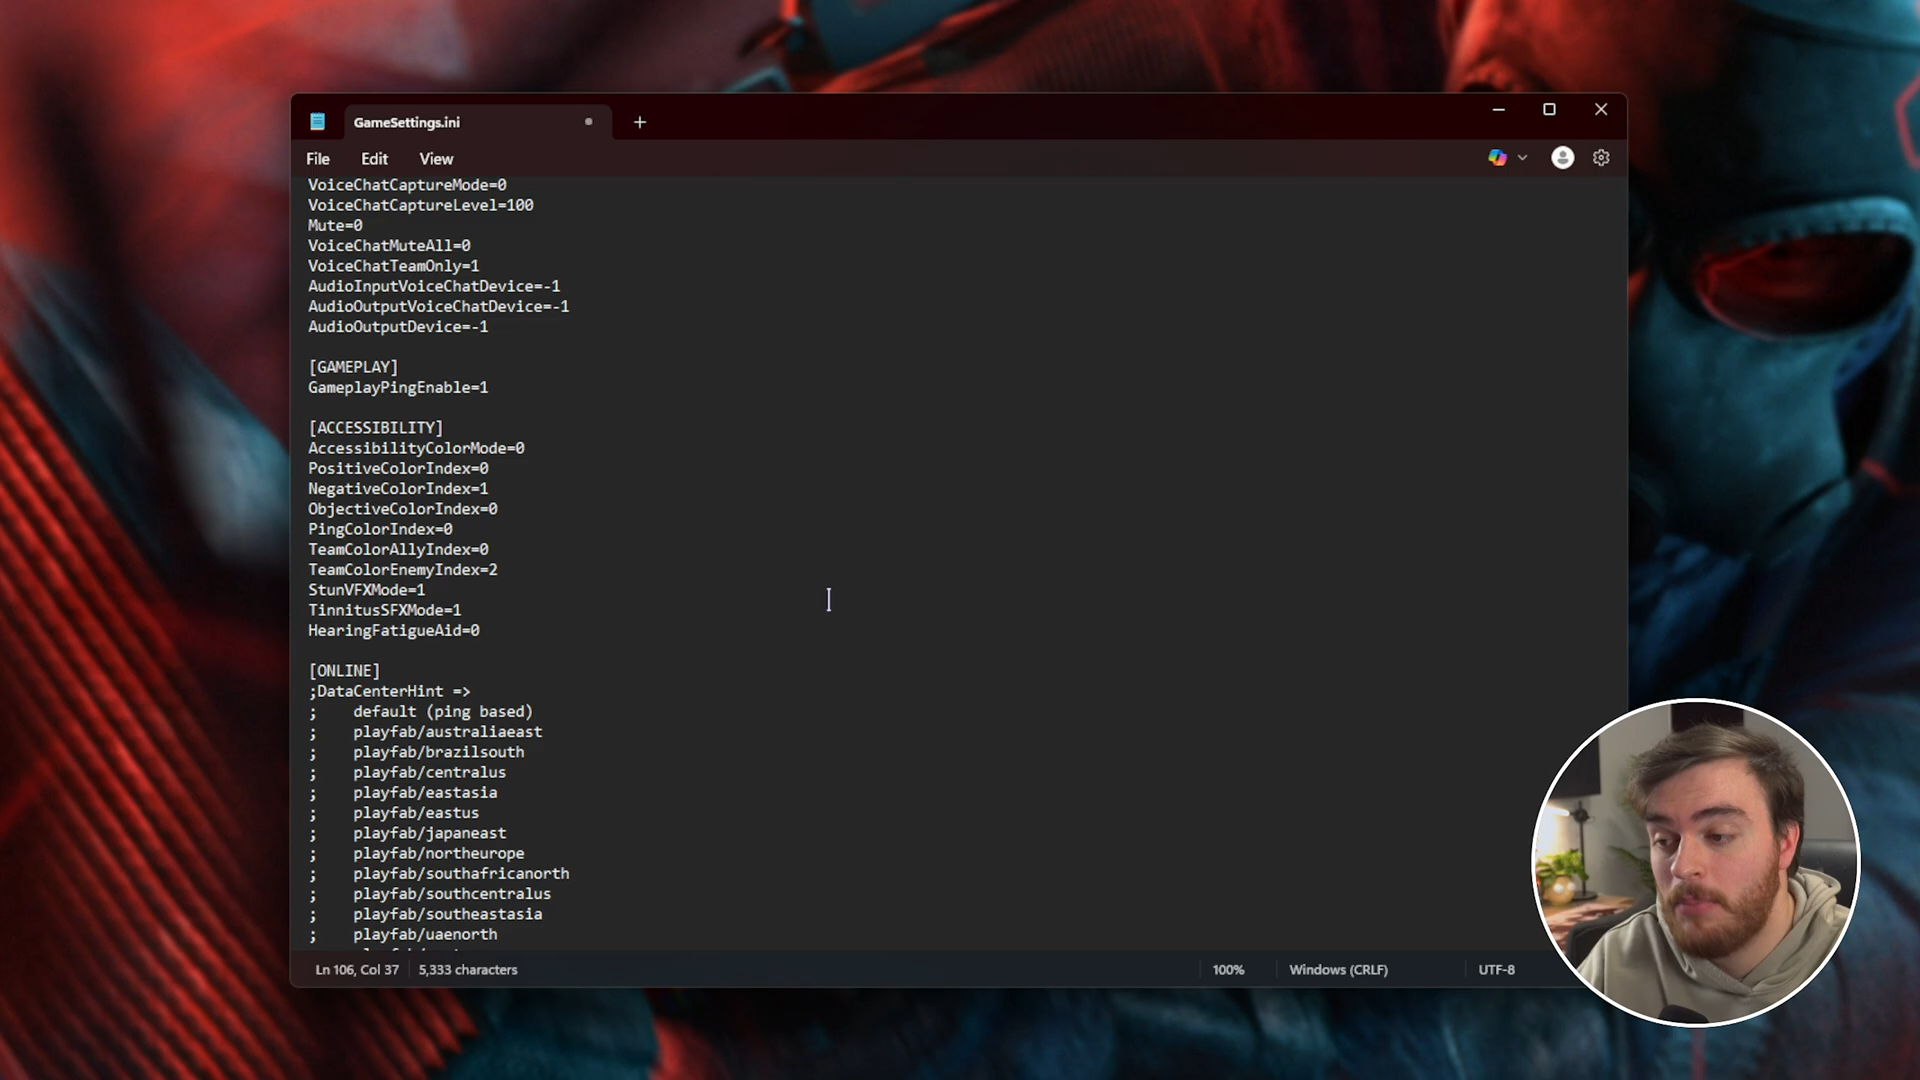 GameSettings.ini
File Edit View
VoiceChatCaptureMode=0
VoiceChatCaptureLevel=100
Mute=0
VoiceChatMuteAll=0
VoiceChatTeamOnly=1
AudioInputVoiceChatDevice=-1
AudioOutputVoiceChatDevice=-1
AudioOutputDevice=-1
[GAMEPLAY]
GameplayPingEnable=1
[ACCESSIBILITY]
AccessibilityColorMode=0
PositiveColorIndex=0
NegativeColorIndex=1
ObjectiveColorIndex=0
PingColorIndex=0
TeamColorAllyIndex=0
TeamColorEnemyIndex=2
StunVFXMode=1
TinnitusSFXMode=1
HearingFatigueAid=0
[ONLINE]
;DataCenterHint =>
;    default (ping based)
;    playfab/australiaeast
;    playfab/brazilsouth
;    playfab/centralus
;    playfab/eastasia
;    playfab/eastus
;    playfab/japaneast
;    playfab/northeurope
;    playfab/southafricanorth
;    playfab/southcentralus
;    playfab/southeastasia
;    playfab/uaenorth
Ln 106, Col 37 5,333 characters 100% Windows (CRLF) UTF-8